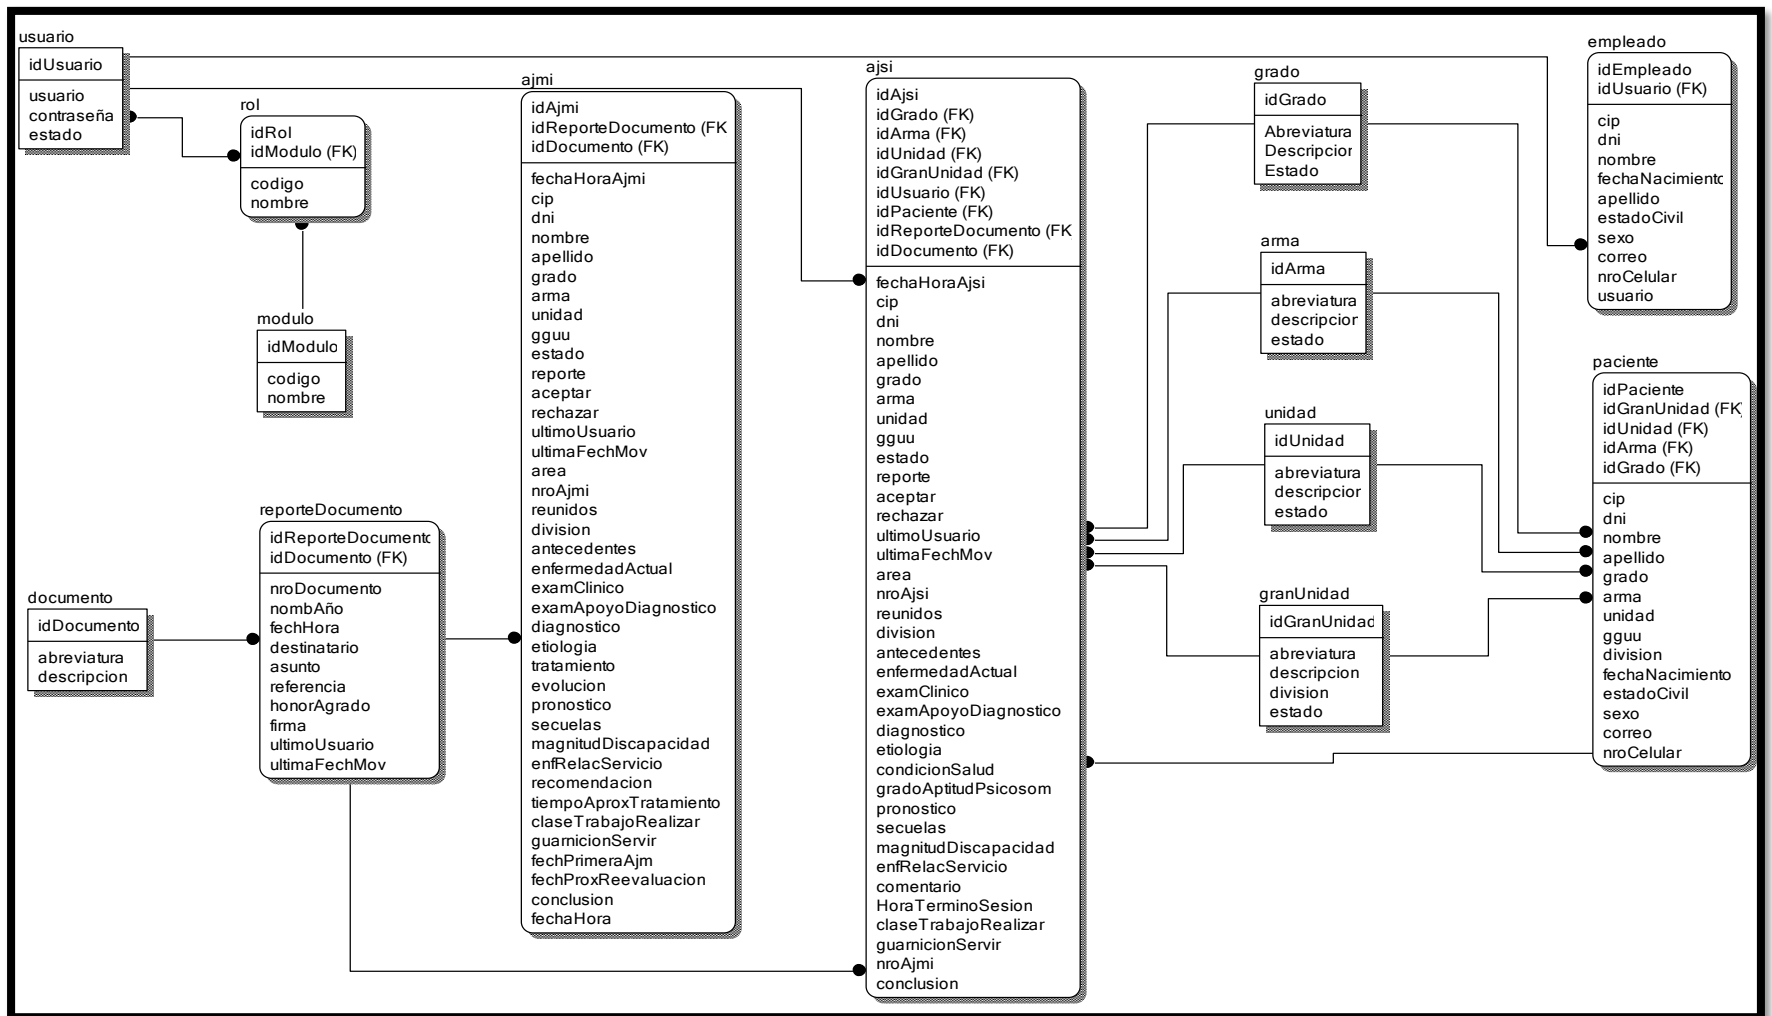 usuario
idUsuario
usuario
contraseña
estado
rol
idRol
idModulo (FK)
codigo
nombre
modulo
idModulo
codigo
nombre
documento
idDocumento
abreviatura
descripcion
reporteDocumento
idReporteDocumento
idDocumento (FK)
nroDocumento
nombAño
fechHora
destinatario
asunto
referencia
honorAgrado
firma
ultimoUsuario
ultimaFechMov
ajmi
idAjmi
idReporteDocumento (FK
idDocumento (FK)
fechaHoraAjmi
cip
dni
nombre
apellido
grado
arma
unidad
gguu
estado
reporte
aceptar
rechazar
ultimoUsuario
ultimaFechMov
area
nroAjmi
reunidos
division
antecedentes
enfermedadActual
examClinico
examApoyoDiagnostico
diagnostico
etiologia
tratamiento
evolucion
pronostico
secuelas
magnitudDiscapacidad
enfRelacServicio
recomendacion
tiempoAproxTratamiento
claseTrabajoRealizar
guarnicionServir
fechPrimeraAjm
fechProxReevaluacion
conclusion
fechaHora
ajsi
idAjsi
idGrado (FK)
idArma (FK)
idUnidad (FK)
idGranUnidad (FK)
idUsuario (FK)
idPaciente (FK)
idReporteDocumento (FK
idDocumento (FK)
fechaHoraAjsi
cip
dni
nombre
apellido
grado
arma
unidad
gguu
estado
reporte
aceptar
rechazar
ultimoUsuario
ultimaFechMov
area
nroAjsi
reunidos
division
antecedentes
enfermedadActual
examClinico
examApoyoDiagnostico
diagnostico
etiologia
condicionSalud
gradoAptitudPsicosom
pronostico
secuelas
magnitudDiscapacidad
enfRelacServicio
comentario
HoraTerminoSesion
claseTrabajoRealizar
guarnicionServir
nroAjmi
conclusion
grado
idGrado
Abreviatura
Descripcior
Estado
arma
idArma
abreviatura
descripcior
estado
unidad
idUnidad
abreviatura
descripcior
estado
granUnidad
idGranUnidad
abreviatura
descripcion
division
estado
empleado
idEmpleado
idUsuario (FK)
cip
dni
nombre
fechaNacimiento
apellido
estadoCivil
sexo
correo
nroCelular
usuario
paciente
idPaciente
idGranUnidad (FK)
idUnidad (FK)
idArma (FK)
idGrado (FK)
cip
dni
nombre
apellido
grado
arma
unidad
gguu
division
fechaNacimiento
estadoCivil
sexo
correo
nroCelular